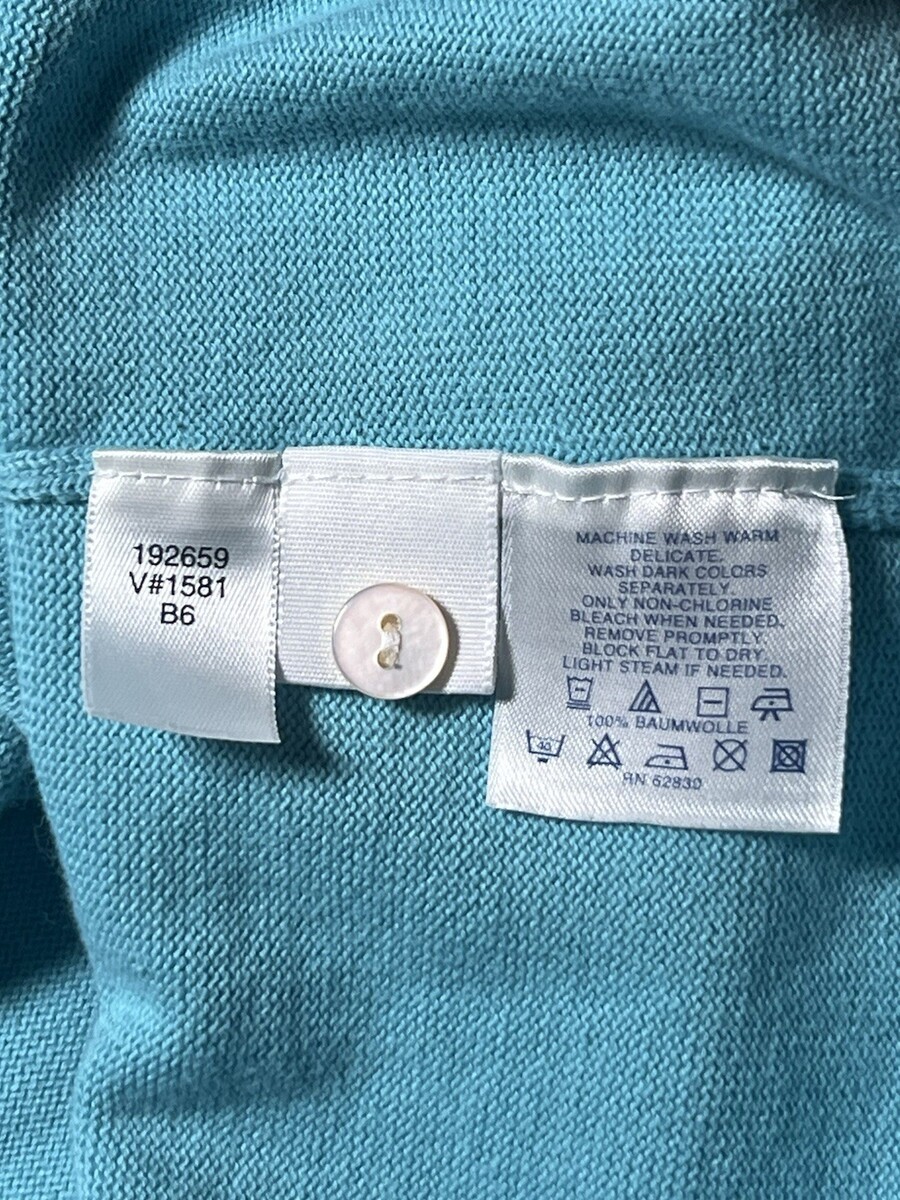 192659
V#1581
B6
MACHINE WASH WARM
DELICATE.
WASH DARK COLORS
SEPARATELY.
ONLY NON-CHLORINE
BLEACH WHEN NEEDED.
REMOVE PROMPTLY.
BLOCK FLAT TO DRY.
LIGHT STEAM IF NEEDED.
100% BAUMWOLLE
40
RN 62830